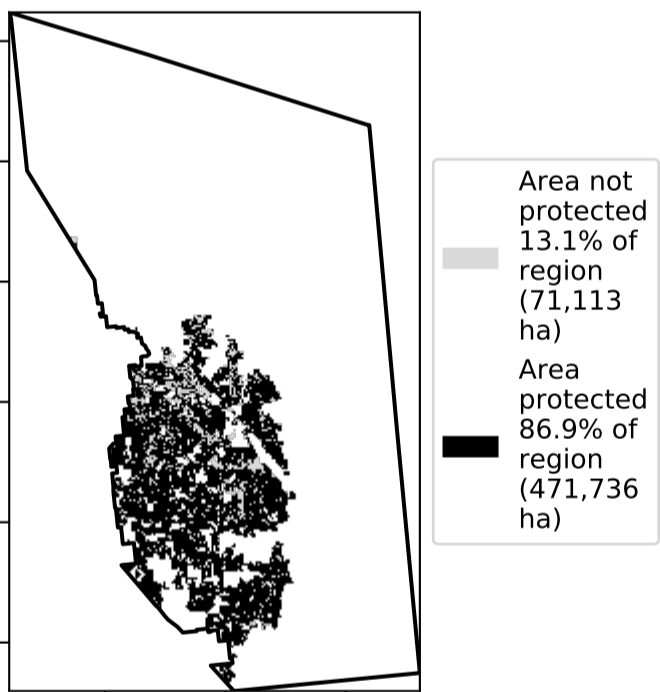 Area not
protected
13.1% of
region
(71,113
ha)
Area
protected
86.9% of
region
(471,736
ha)